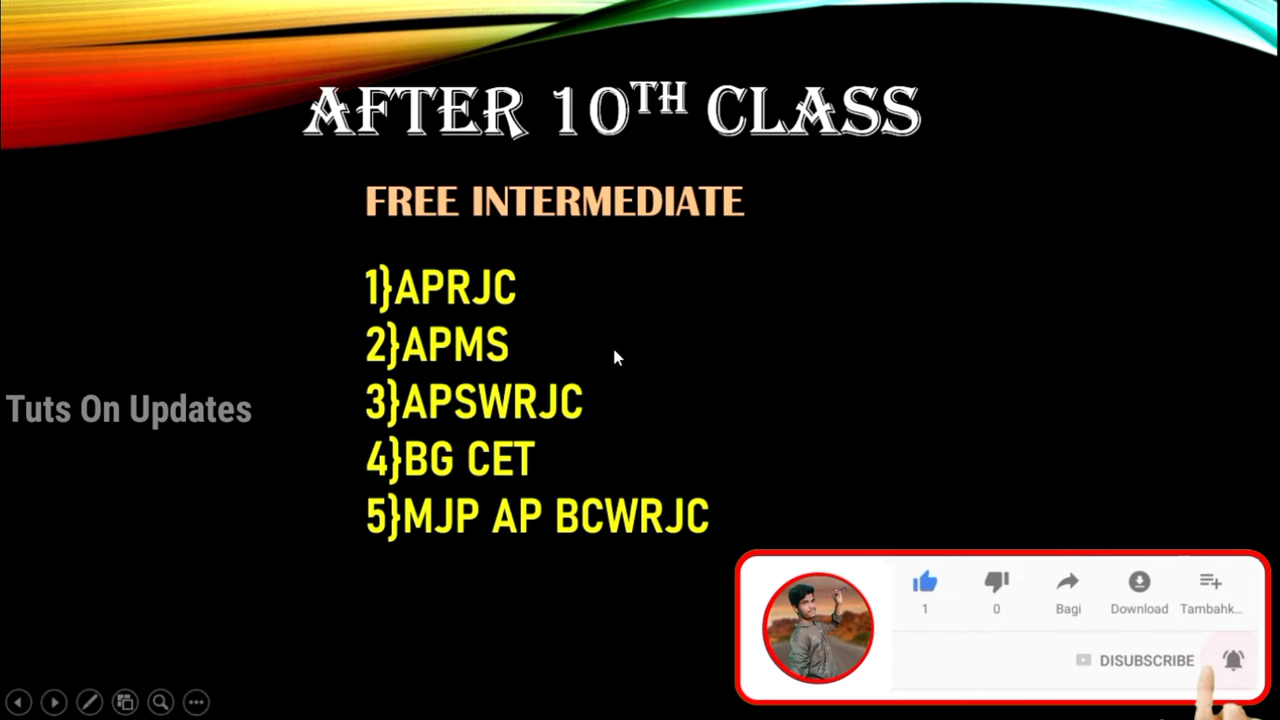 AFTER 10TH CLASS
FREE INTERMEDIATE
1}APRJC
2}APMS
3}APSWRJC
4}BG CET
5}MJP AP BCWRJC
Tuts On Updates
1 0 Bagi Download Tambahk...
DISUBSCRIBE